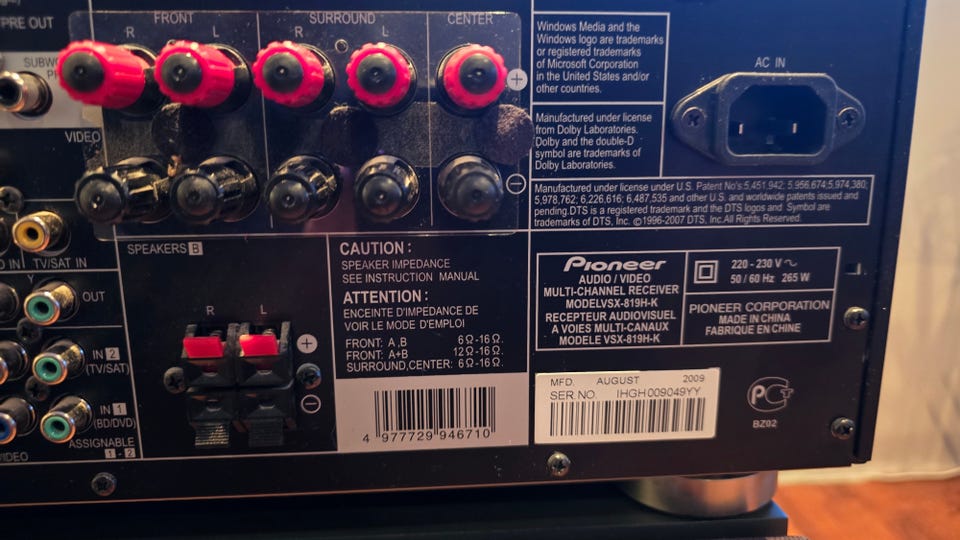 PRE OUT
FRONT
SURROUND
CENTER
R
L
R
L
SUBW
VIDEO
+
−
TV/SAT IN
Y
OUT
IN 2
(TV/SAT)
IN 1
(BD/DVD)
ASSIGNABLE
1 - 2
SPEAKERS B
R
L
+
−
CAUTION :
SPEAKER IMPEDANCE
SEE INSTRUCTION MANUAL
ATTENTION :
ENCEINTE D'IMPEDANCE DE
VOIR LE MODE D'EMPLOI
FRONT: A,B 6Ω-16Ω.
FRONT: A+B 12Ω-16Ω.
SURROUND,CENTER: 6Ω-16Ω.
4 977729 946710
Windows Media and the
Windows logo are trademarks
or registered trademarks
of Microsoft Corporation
in the United States and/or
other countries.
Manufactured under license
from Dolby Laboratories.
Dolby and the double-D
symbol are trademarks of
Dolby Laboratories.
AC IN
Manufactured under license under U.S. Patent No's:5,451,942; 5,956,674;5,974,380;
5,978,762; 6,226,616; 6,487,535 and other U.S. and worldwide patents issued and
pending.DTS is a registered trademark and the DTS logos and Symbol are
trademarks of DTS, Inc.©1996-2007 DTS, Inc.All Rights Reserved.
Pioneer
AUDIO / VIDEO
MULTI-CHANNEL RECEIVER
MODELVSX-819H-K
RECEPTEUR AUDIOVISUEL
A VOIES MULTI-CANAUX
MODELE VSX-819H-K
220 - 230 V ~
50 / 60 Hz 265 W
PIONEER CORPORATION
MADE IN CHINA
FABRIQUE EN CHINE
MFD. AUGUST 2009
SER.NO. IHGH009049YY
BZ02